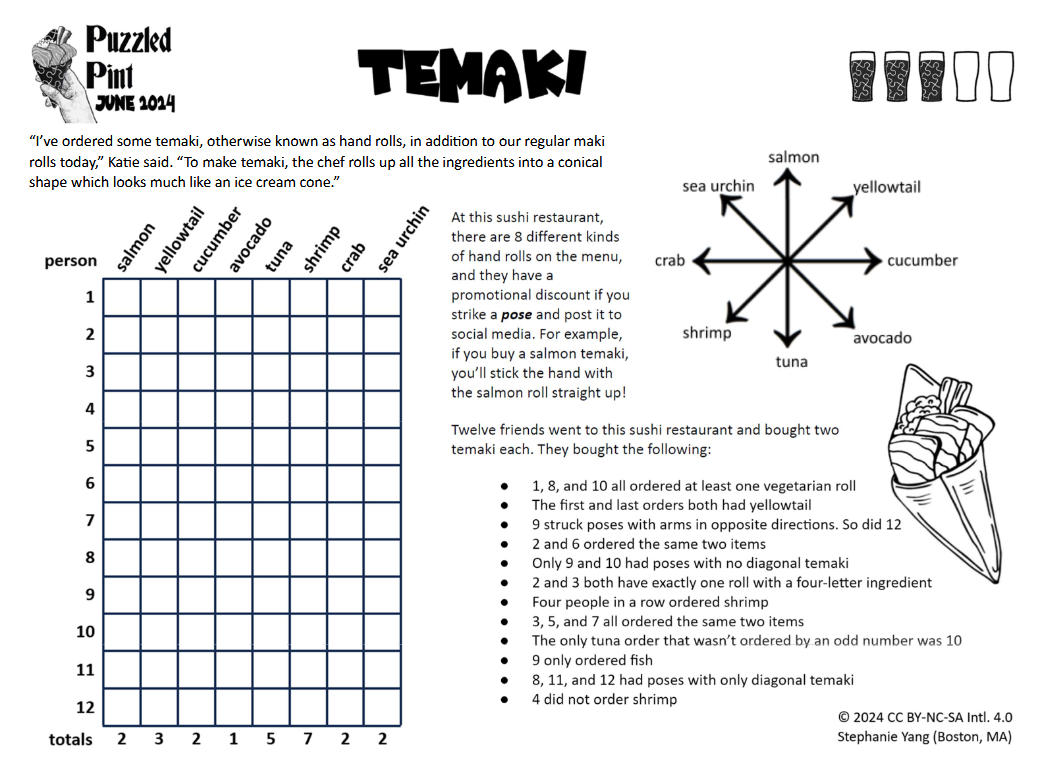 Puzzled
Pint
JUNE 2024
TEMAKI
“I’ve ordered some temaki, otherwise known as hand rolls, in addition to our regular maki
rolls today,” Katie said. “To make temaki, the chef rolls up all the ingredients into a conical
shape which looks much like an ice cream cone.”
person salmon yellowtail cucumber avocado tuna shrimp crab sea urchin
1
2
3
4
5
6
7
8
9
10
11
12
totals 2 3 2 1 5 7 2 2
At this sushi restaurant,
there are 8 different kinds
of hand rolls on the menu,
and they have a
promotional discount if you
strike a pose and post it to
social media. For example,
if you buy a salmon temaki,
you’ll stick the hand with
the salmon roll straight up!
salmon
sea urchin yellowtail
crab cucumber
shrimp avocado
tuna
Twelve friends went to this sushi restaurant and bought two
temaki each. They bought the following:
● 1, 8, and 10 all ordered at least one vegetarian roll
● The first and last orders both had yellowtail
● 9 struck poses with arms in opposite directions. So did 12
● 2 and 6 ordered the same two items
● Only 9 and 10 had poses with no diagonal temaki
● 2 and 3 both have exactly one roll with a four-letter ingredient
● Four people in a row ordered shrimp
● 3, 5, and 7 all ordered the same two items
● The only tuna order that wasn’t ordered by an odd number was 10
● 9 only ordered fish
● 8, 11, and 12 had poses with only diagonal temaki
● 4 did not order shrimp
© 2024 CC BY-NC-SA Intl. 4.0
Stephanie Yang (Boston, MA)